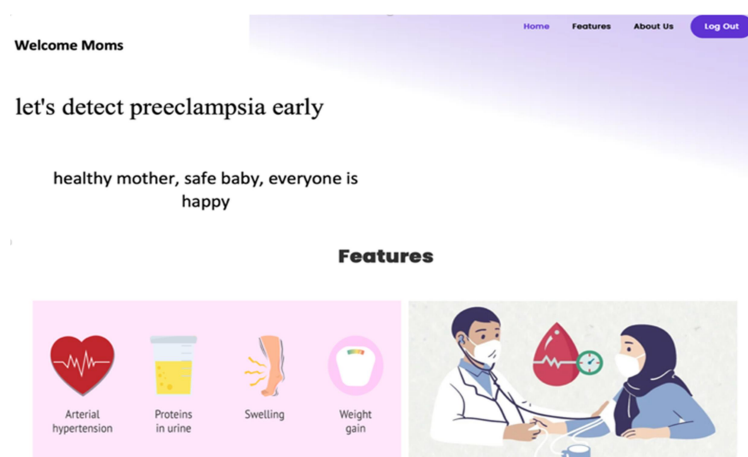 Home Features About Us Log Out
Welcome Moms
let's detect preeclampsia early
healthy mother, safe baby, everyone is
happy
Features
Arterial
hypertension
Proteins
in urine
Swelling
Weight
gain